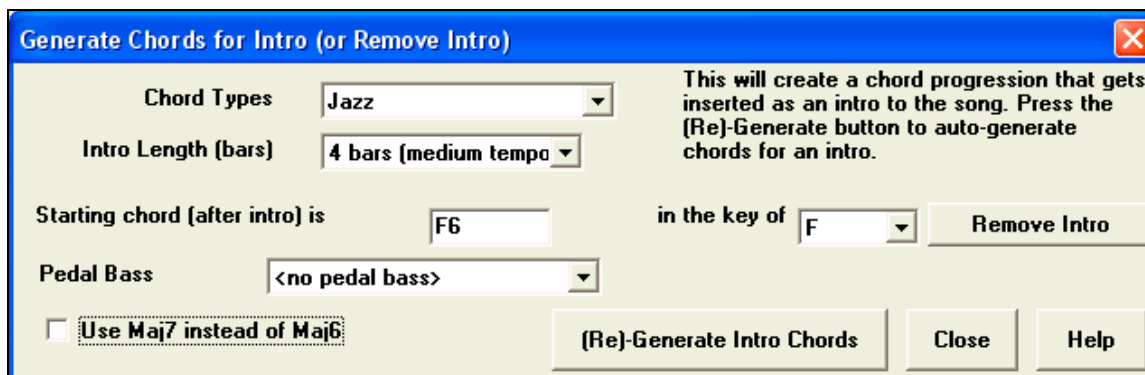 Generate Chords for Intro (or Remove Intro)
Chord Types
Jazz
This will create a chord progression that gets
inserted as an intro to the song. Press the
(Re)-Generate button to auto-generate
chords for an intro.
Intro Length (bars)
4 bars (medium tempo
Starting chord (after intro) is
F6
in the key of
F
Remove Intro
Pedal Bass
<no pedal bass>
Use Maj7 instead of Maj6
(Re)-Generate Intro Chords
Close
Help